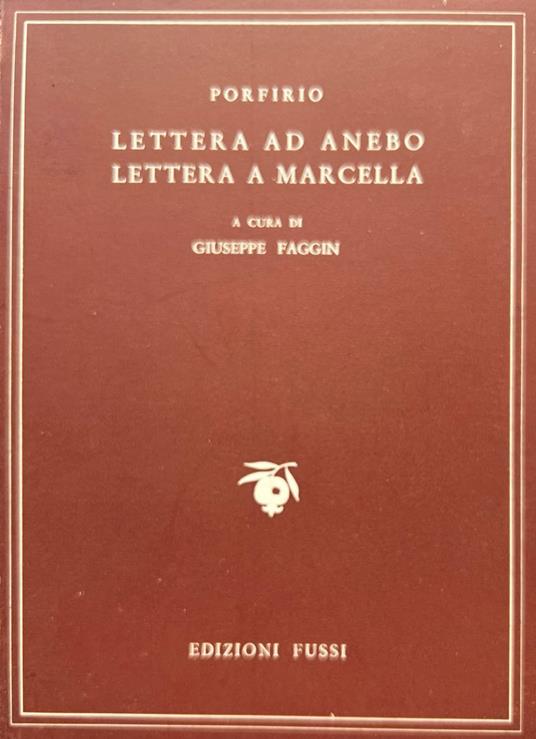 PORFIRIO
LETTERA AD ANEBO
LETTERA A MARCELLA
A CURA DI
GIUSEPPE FAGGIN
EDIZIONI FUSSI